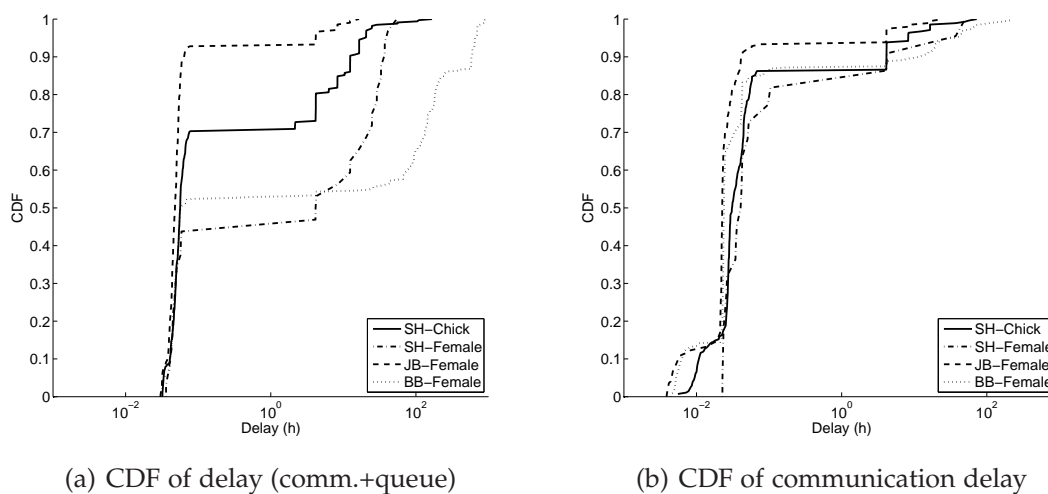 CDF
1
0.9
0.8
0.7
0.6
0.5
0.4
0.3
0.2
0.1
0
10^−2
10^0
10^2
Delay (h)
SH−Chick
SH−Female
JB−Female
BB−Female
(a) CDF of delay (comm.+queue)
CDF
1
0.9
0.8
0.7
0.6
0.5
0.4
0.3
0.2
0.1
0
10^−2
10^0
10^2
Delay (h)
SH−Chick
SH−Female
JB−Female
BB−Female
(b) CDF of communication delay